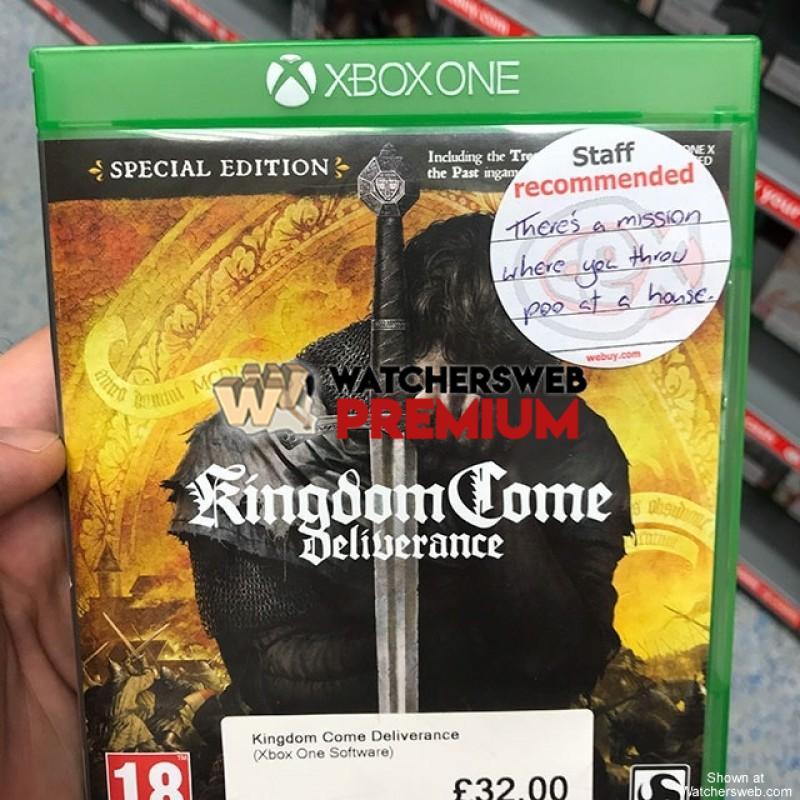 XBOX ONE
SPECIAL EDITION
Including the
the Past ingam
Staff
recommended
There's a mission
where you throw
poo at a house.
webuy.com
WATCHERSWEB
PREMIUM
Kingdom Come
Deliverance
Kingdom Come Deliverance
(Xbox One Software)
£32.00
18
Shown at
Watchersweb.com